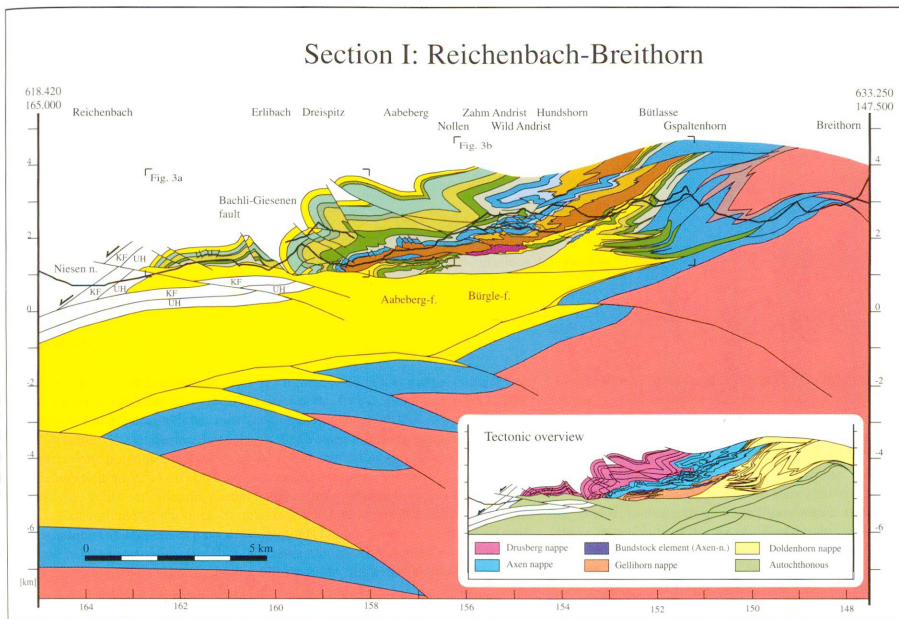 Section I: Reichenbach-Breithorn
618.420
165.000
633.250
147.500
Reichenbach
Erlibach
Dreispitz
Aabeberg
Zahm Andrist
Hundshorn
Bütlasse
Nollen
Wild Andrist
Gspaltenhorn
Breithorn
Fig. 3b
4
4
Fig. 3a
Bachli-Giesenen
fault
2
2
Niesen n.
KF
UH
KF
UH
KF
UH
KF
UH
Aabeberg-f.
Bürgle-f.
0
0
-2
-2
-4
-4
-6
-6
[km]
0
5 km
Tectonic overview
Drusberg nappe
Bundstock element (Axen-n.)
Doldenhorn nappe
Axen nappe
Gellihorn nappe
Autochthonous
164
162
160
158
156
154
152
150
148